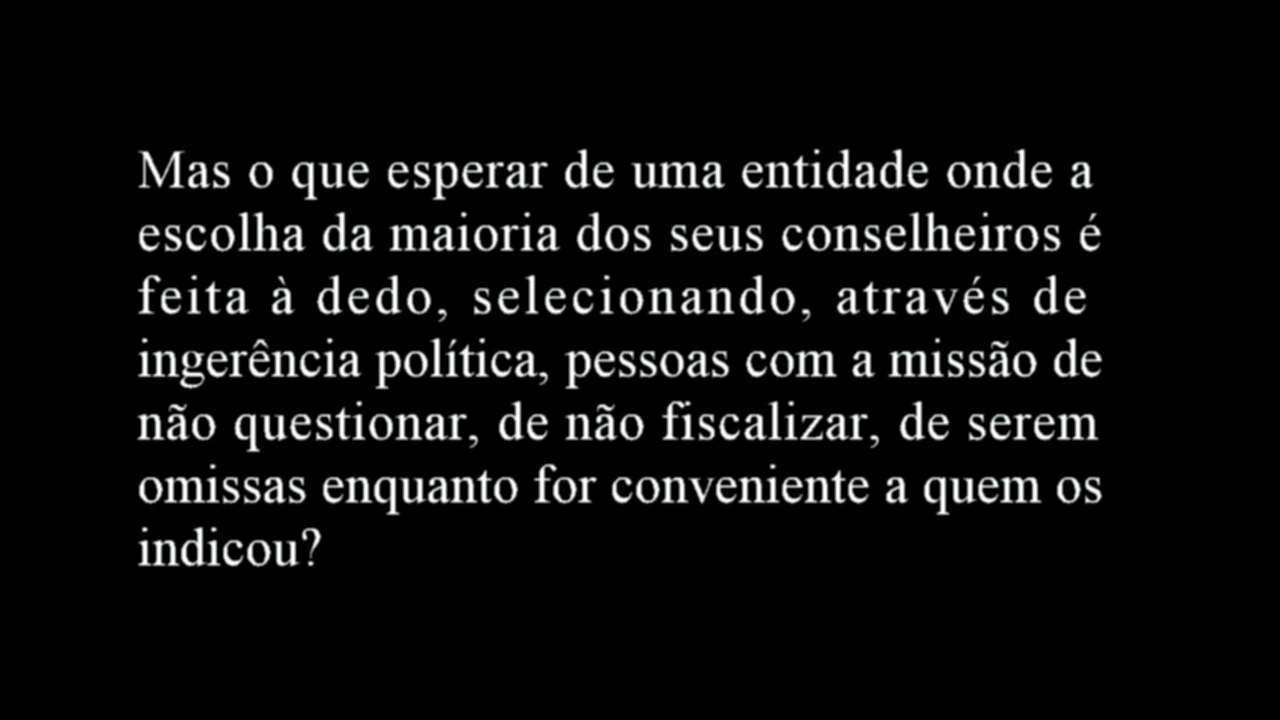 Mas o que esperar de uma entidade onde a
escolha da maioria dos seus conselheiros é
feita à dedo, selecionando, através de
ingerência política, pessoas com a missão de
não questionar, de não fiscalizar, de serem
omissas enquanto for conveniente a quem os
indicou?